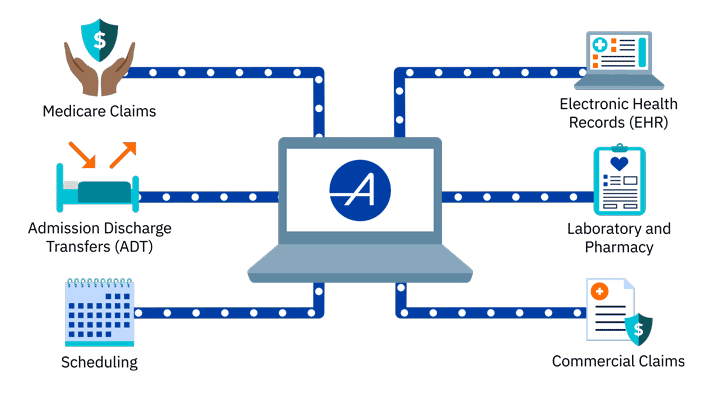 $
Medicare Claims
Electronic Health
Records (EHR)
A
Admission Discharge
Transfers (ADT)
Laboratory and
Pharmacy
Scheduling
$
Commercial Claims